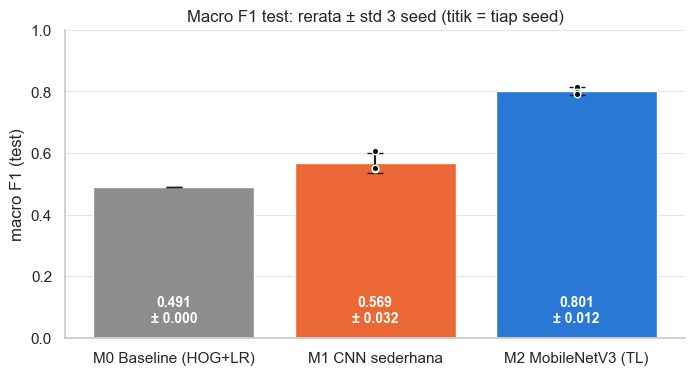 Macro F1 test: rerata ± std 3 seed (titik = tiap seed)
macro F1 (test)
1.0
0.8
0.6
0.4
0.2
0.0
0.491
± 0.000
0.569
± 0.032
0.801
± 0.012
M0 Baseline (HOG+LR)
M1 CNN sederhana
M2 MobileNetV3 (TL)